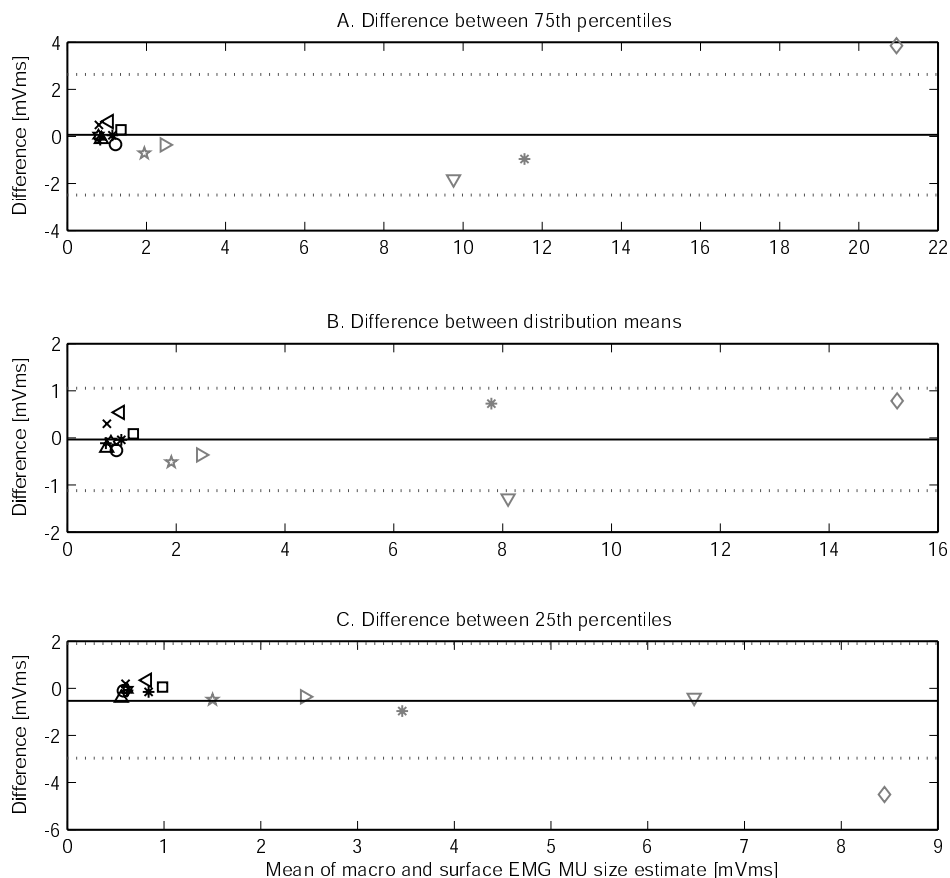 A. Difference between 75th percentiles
4
2
0
-2
-4
Difference [mVms]
0 2 4 6 8 10 12 14 16 18 20 22
B. Difference between distribution means
2
1
0
-1
-2
Difference [mVms]
0 2 4 6 8 10 12 14 16
C. Difference between 25th percentiles
2
0
-2
-4
-6
Difference [mVms]
0 1 2 3 4 5 6 7 8 9
Mean of macro and surface EMG MU size estimate [mVms]